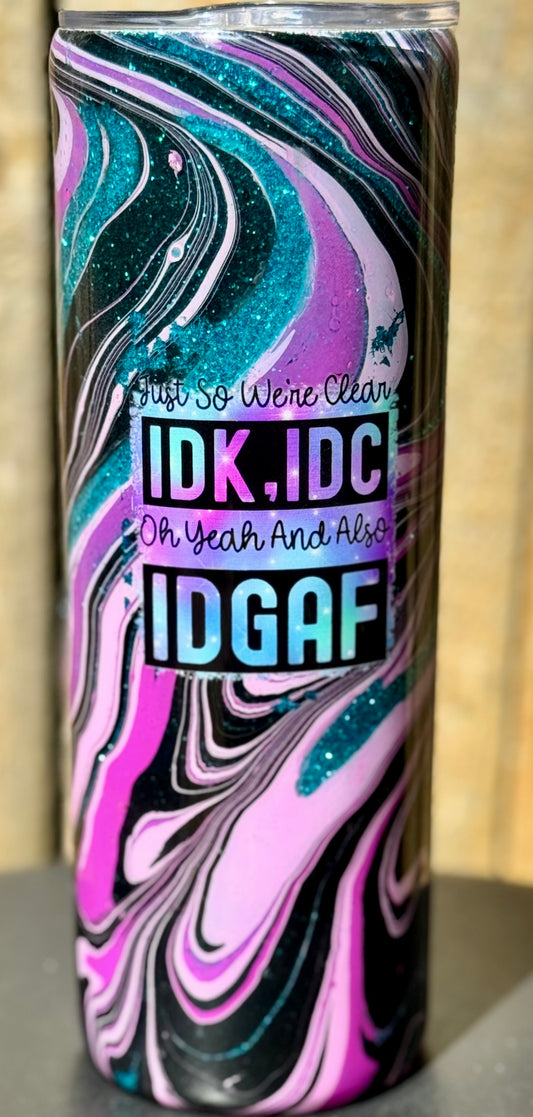 Just So We're Clear
IDK, IDC
Oh Yeah And Also
IDGAF